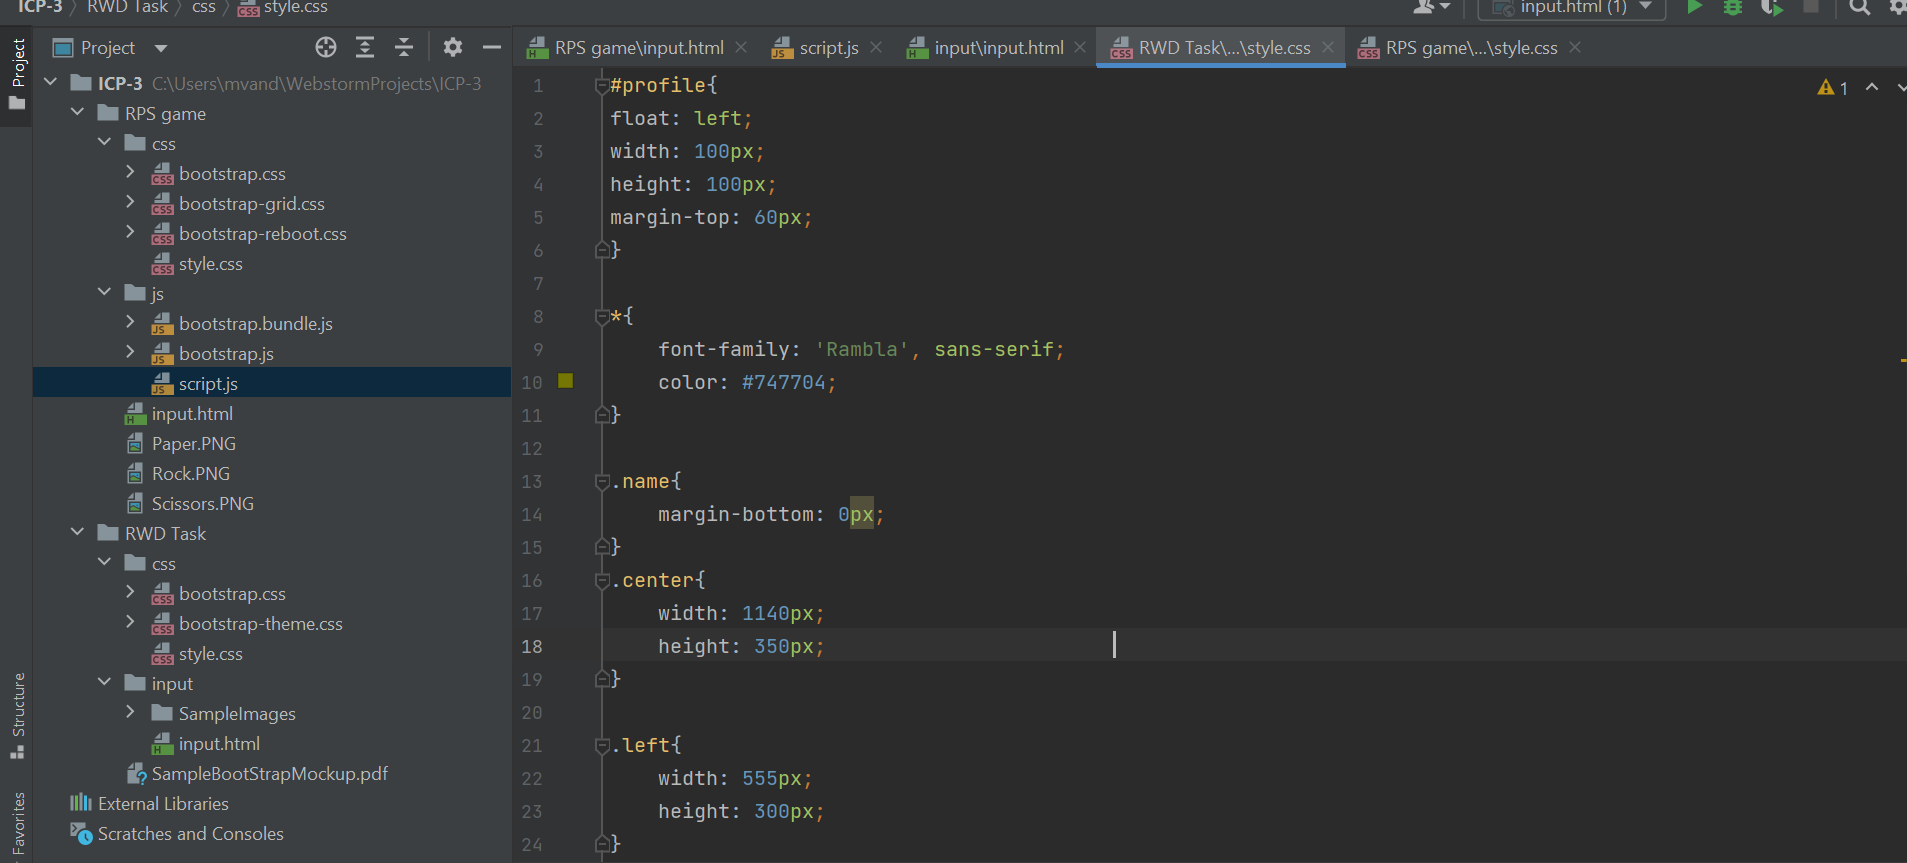 ICP-3 RWD Task css style.css
input.html (1)
Project
Project
RPS game\input.html
script.js
input\input.html
RWD Task\...\style.css
RPS game\...\style.css
ICP-3 C:\Users\mvand\WebstormProjects\ICP-3
RPS game
css
bootstrap.css
bootstrap-grid.css
bootstrap-reboot.css
style.css
js
bootstrap.bundle.js
bootstrap.js
script.js
input.html
Paper.PNG
Rock.PNG
Scissors.PNG
RWD Task
css
bootstrap.css
bootstrap-theme.css
style.css
input
SampleImages
input.html
SampleBootStrapMockup.pdf
External Libraries
Scratches and Consoles
Structure
Favorites
1 #profile{
1
2 float: left;
3 width: 100px;
4 height: 100px;
5 margin-top: 60px;
6 }
7
8 *{
9 font-family: 'Rambla', sans-serif;
10 color: #747704;
11 }
12
13 .name{
14 margin-bottom: 0px;
15 }
16 .center{
17 width: 1140px;
18 height: 350px;
19 }
20
21 .left{
22 width: 555px;
23 height: 300px;
24 }